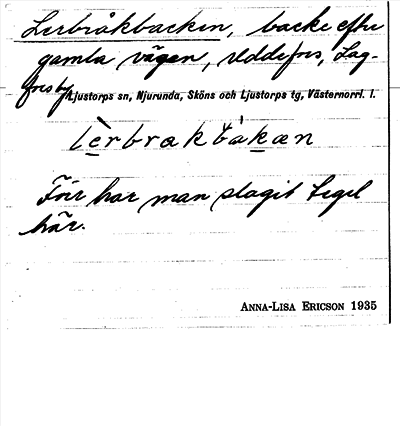 Lerbråkbacken, backe efter
gamla vägen, Uddefors, Lag-
forsby
Ljustorps sn, Njurunda, Sköns och Ljustorps tg, Västernorrl. l.
lerbrakbakæn
Förr har man slagit tegel
här.
ANNA-LISA ERICSON 1935